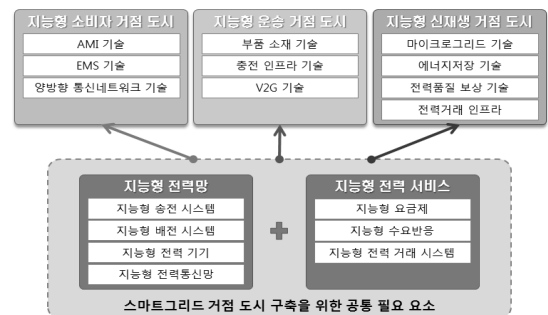 지능형 소비자 거점 도시
AMI 기술
EMS 기술
양방향 통신네트워크 기술
지능형 운송 거점 도시
부품 소재 기술
충전 인프라 기술
V2G 기술
지능형 신재생 거점 도시
마이크로그리드 기술
에너지저장 기술
전력품질 보상 기술
전력거래 인프라
지능형 전력망
지능형 송전 시스템
지능형 배전 시스템
지능형 전력 기기
지능형 전력통신망
지능형 전력 서비스
지능형 요금제
지능형 수요반응
지능형 전력 거래 시스템
스마트그리드 거점 도시 구축을 위한 공통 필요 요소